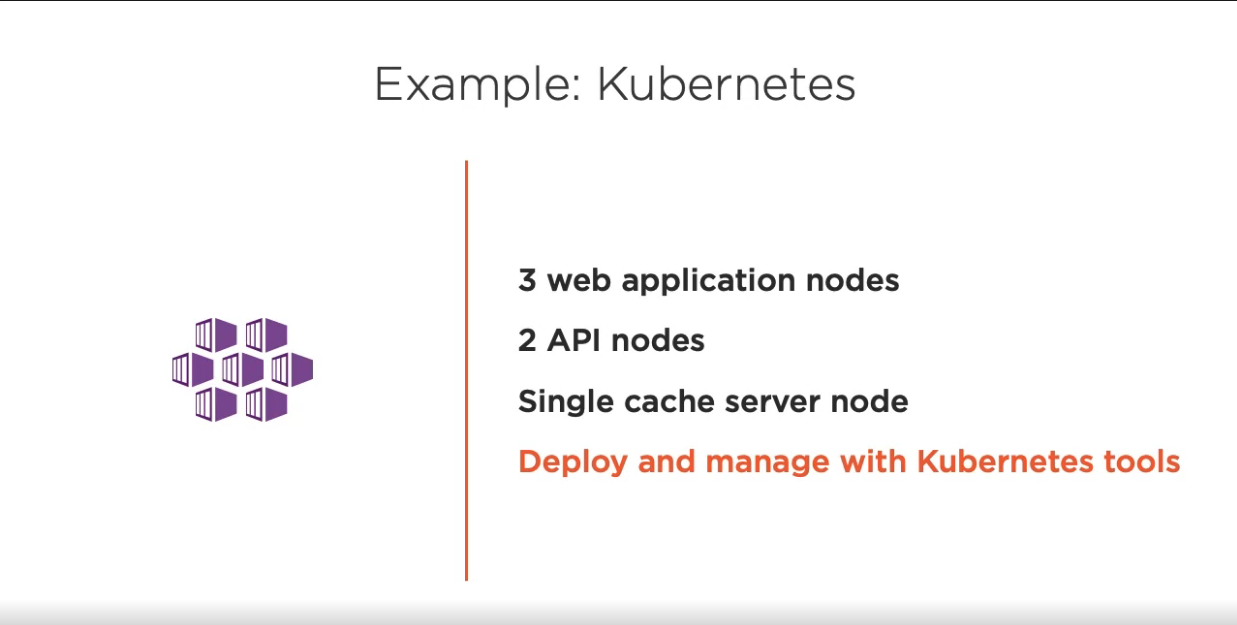 Example: Kubernetes
3 web application nodes
2 API nodes
Single cache server node
Deploy and manage with Kubernetes tools